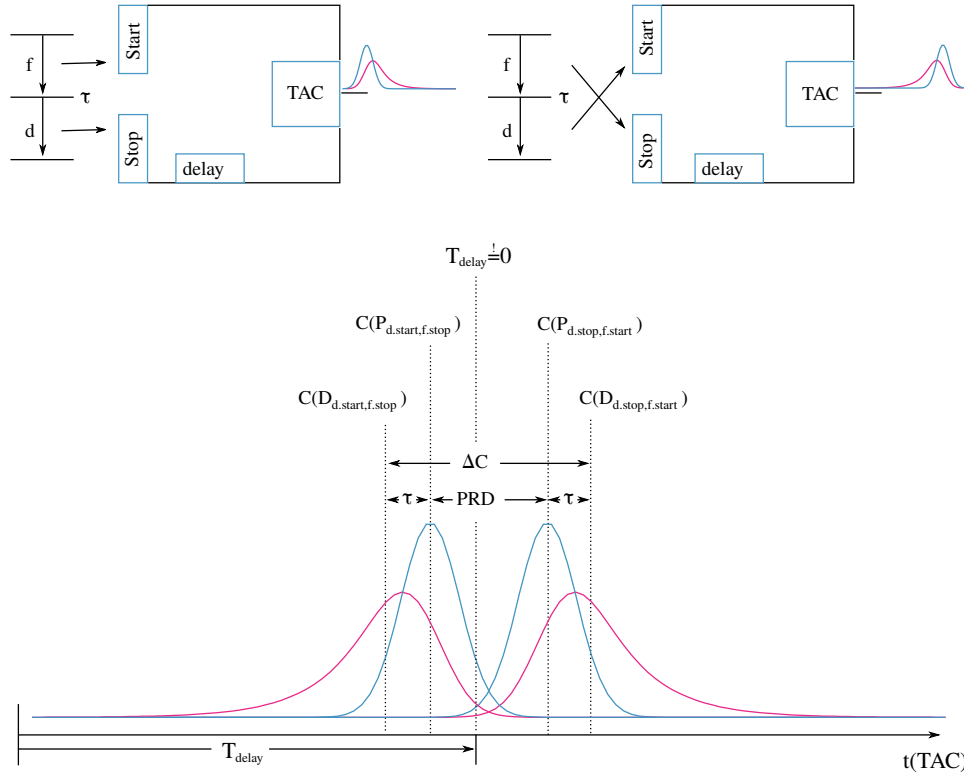 Start
f
τ
TAC
d
Stop
delay
Start
f
τ
TAC
d
Stop
delay
T_delay =! 0
C(P_d.start,f.stop)
C(P_d.stop,f.start)
C(D_d.start,f.stop)
C(D_d.stop,f.start)
ΔC
τ PRD τ
T_delay
t(TAC)